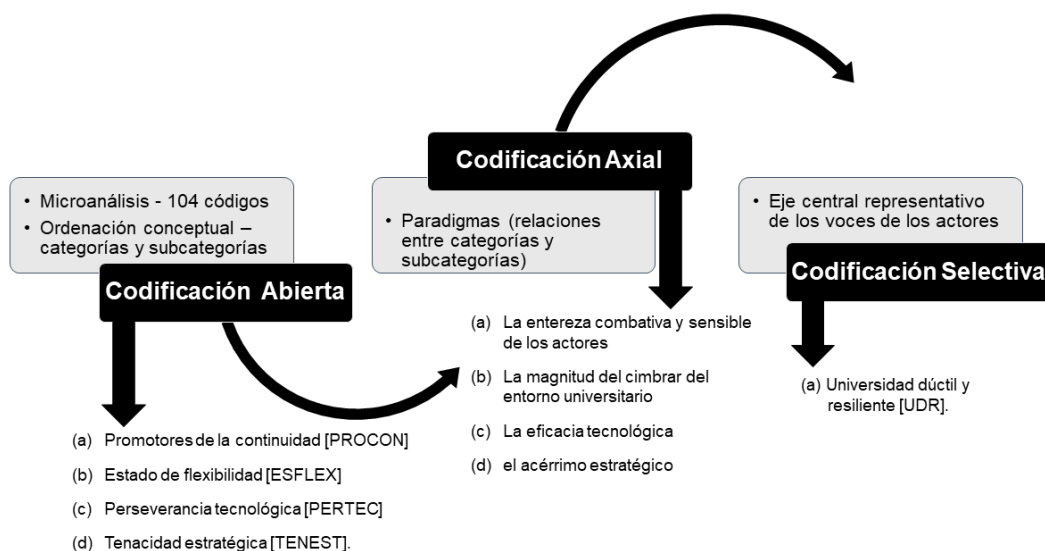 • Microanálisis - 104 códigos
• Ordenación conceptual –
categorías y subcategorías
Codificación Abierta
(a) Promotores de la continuidad [PROCON]
(b) Estado de flexibilidad [ESFLEX]
(c) Perseverancia tecnológica [PERTEC]
(d) Tenacidad estratégica [TENEST].
Codificación Axial
• Paradigmas (relaciones
entre categorías y
subcategorías)
(a) La entereza combativa y sensible
de los actores
(b) La magnitud del cimbrar del
entorno universitario
(c) La eficacia tecnológica
(d) el acérrimo estratégico
• Eje central representativo
de los voces de los actores
Codificación Selectiva
(a) Universidad dúctil y
resiliente [UDR].